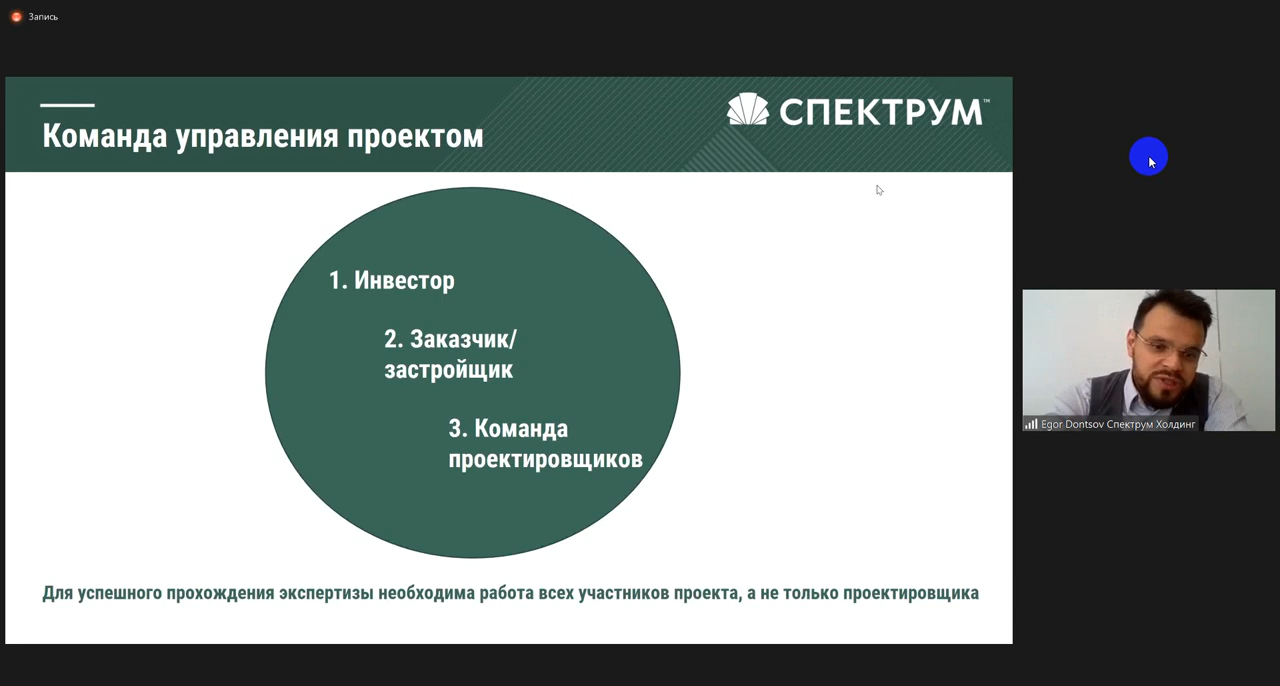 Запись
СПЕКТРУМ™
Команда управления проектом
1. Инвестор
2. Заказчик/
застройщик
3. Команда
проектировщиков
Egor Dontsov Спектрум Холдинг
Для успешного прохождения экспертизы необходима работа всех участников проекта, а не только проектировщика